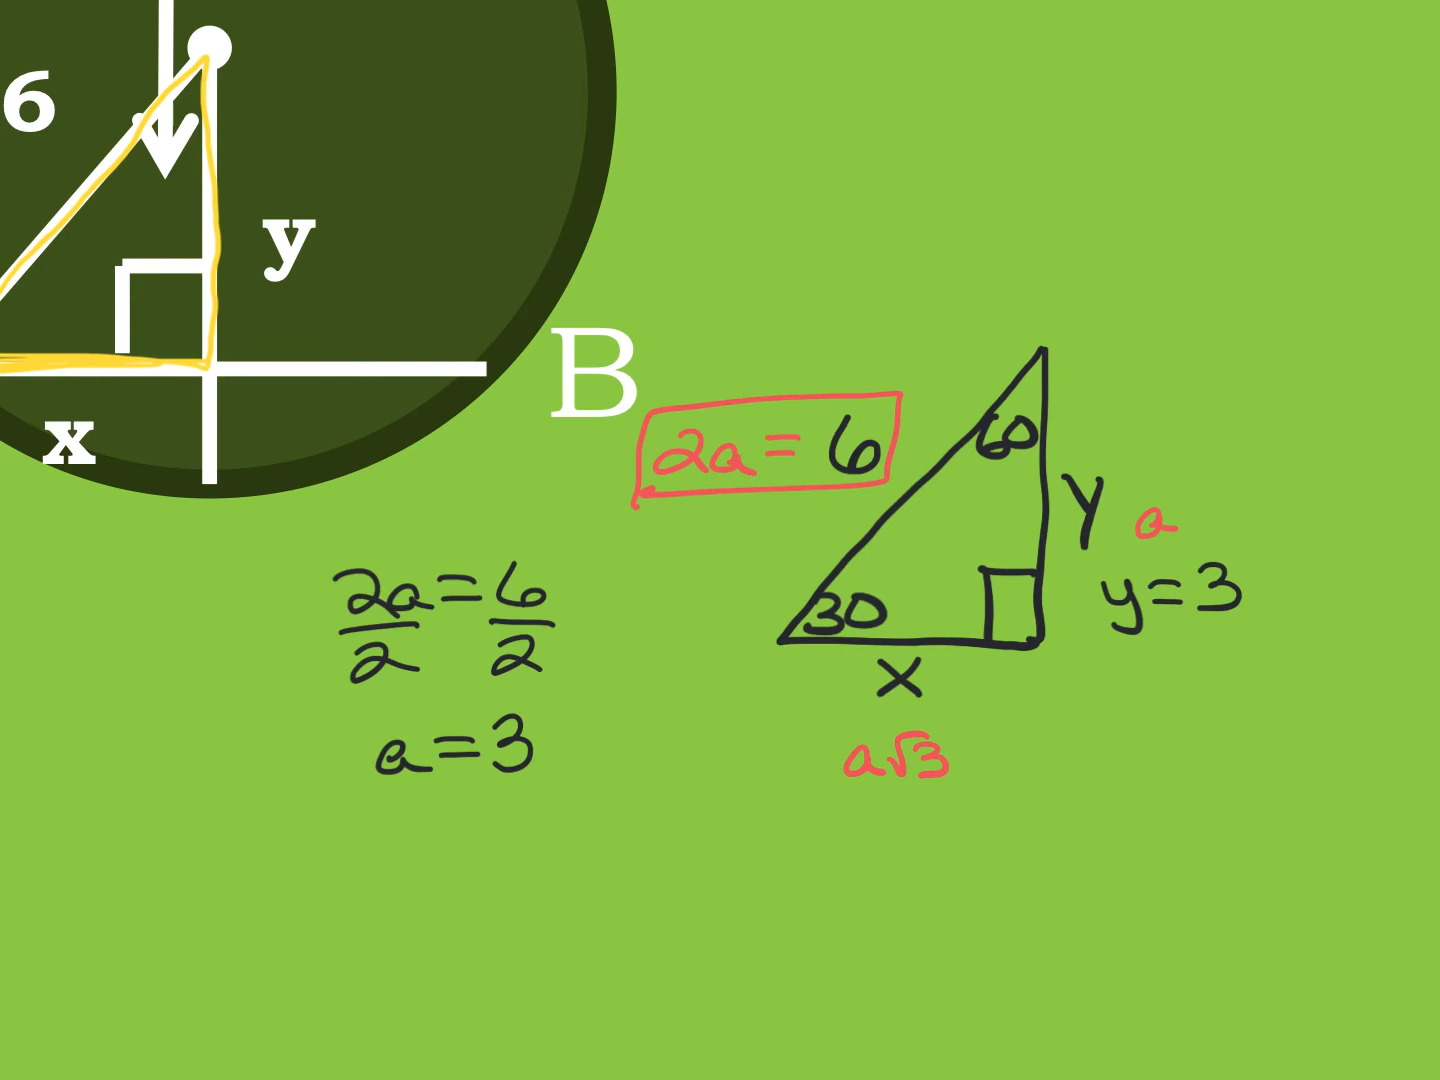 6
y
x
B
2a = 6
60
30
y a
y = 3
x
a√3
2a = 6
2 2
a = 3